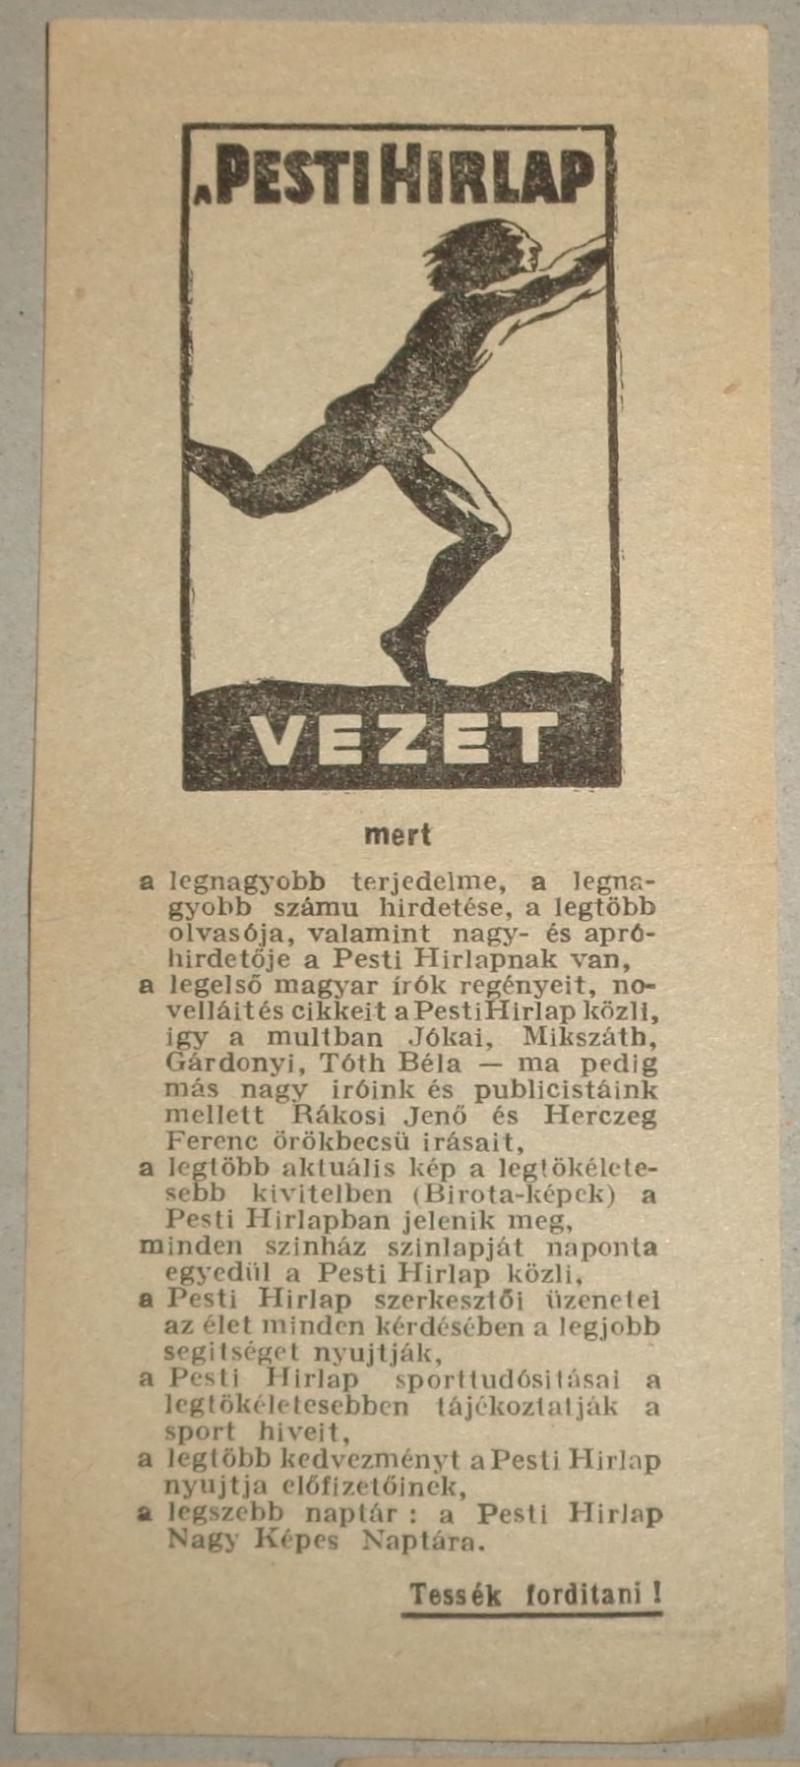 A PESTI HIRLAP
VEZET
mert
a legnagyobb terjedelme, a legna-
gyobb számu hirdetése, a legtöbb
olvasója, valamint nagy- és apró-
hirdetője a Pesti Hirlapnak van,
a legelső magyar írók regényeit, no-
velláit és cikkeit a Pesti Hirlap közli,
igy a multban Jókai, Mikszáth,
Gárdonyi, Tóth Béla — ma pedig
más nagy iróink és publicistáink
mellett Rákosi Jenő és Herczeg
Ferenc örökbecsü irásait,
a legtöbb aktuális kép a legtökélete-
sebb kivitelben (Birota-képek) a
Pesti Hirlapban jelenik meg,
minden szinház szinlapját naponta
egyedül a Pesti Hirlap közli,
a Pesti Hirlap szerkesztői üzenetei
az élet minden kérdésében a legjobb
segitséget nyujtják,
a Pesti Hirlap sporttudósitásai a
legtökéletesebben tájékoztatják a
sport hiveit,
a legtöbb kedvezményt a Pesti Hirlap
nyujtja előfizetőinek,
a legszebb naptár : a Pesti Hirlap
Nagy Képes Naptára.
Tessék forditani !